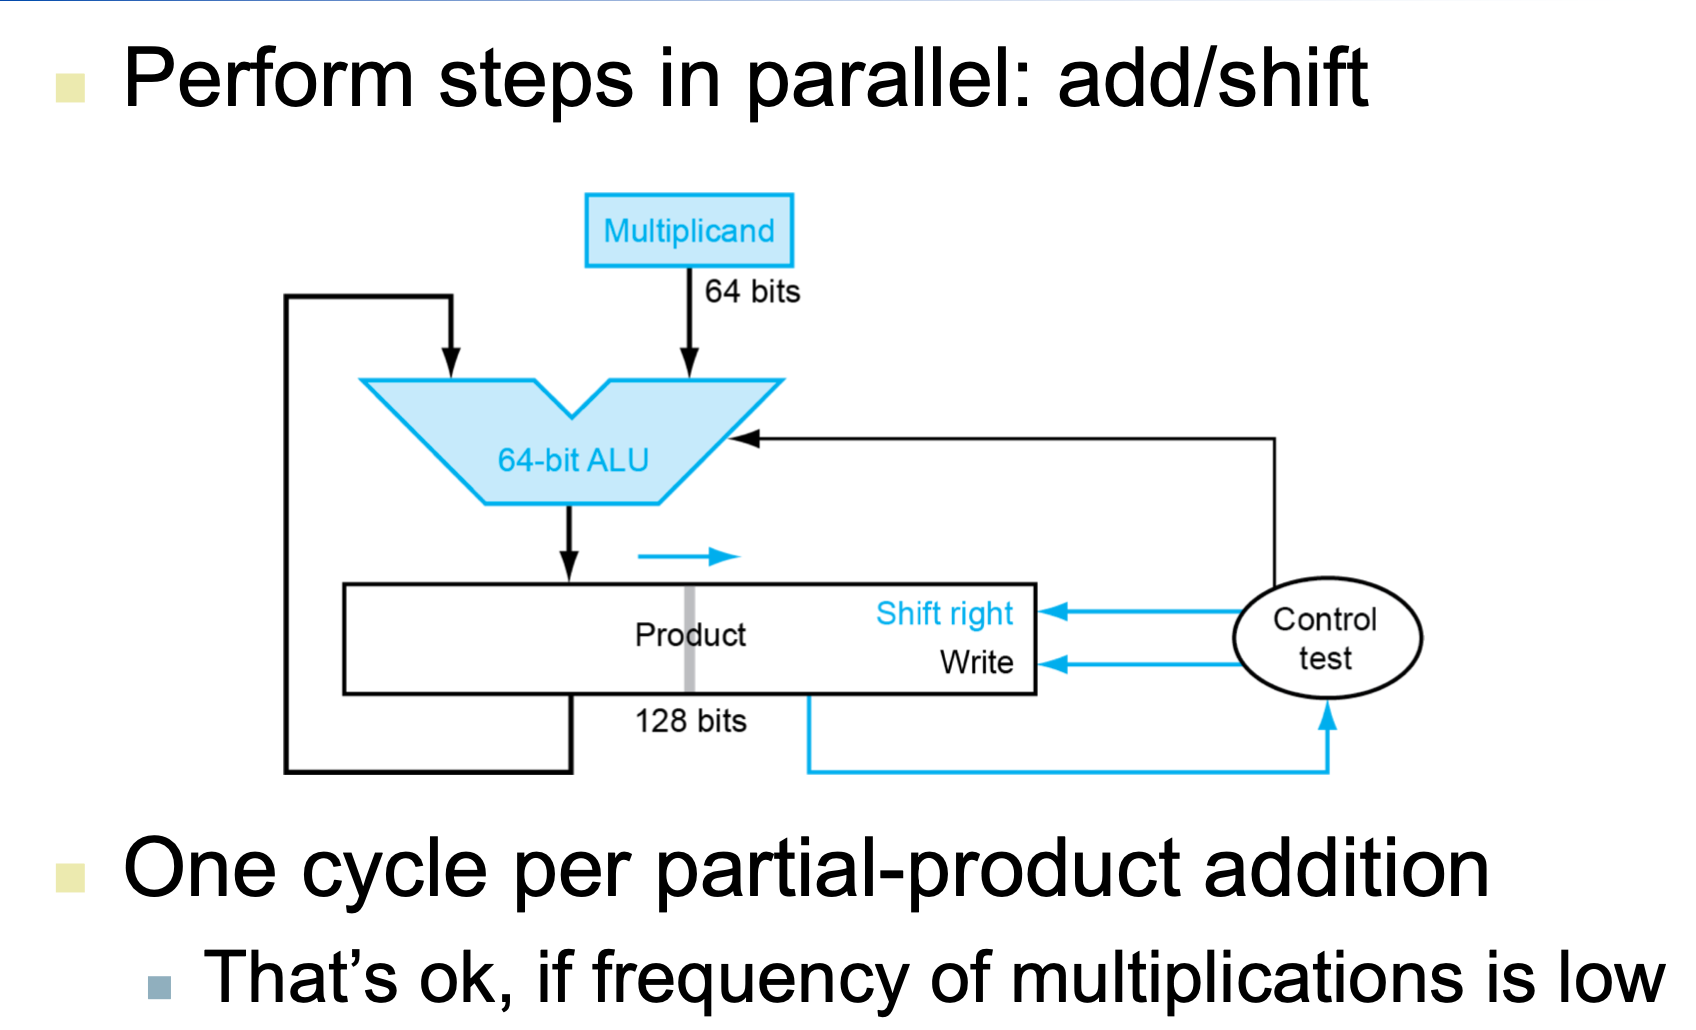 Perform steps in parallel: add/shift
Multiplicand
64 bits
64-bit ALU
Product
Shift right
Write
128 bits
Control
test
One cycle per partial-product addition
That’s ok, if frequency of multiplications is low